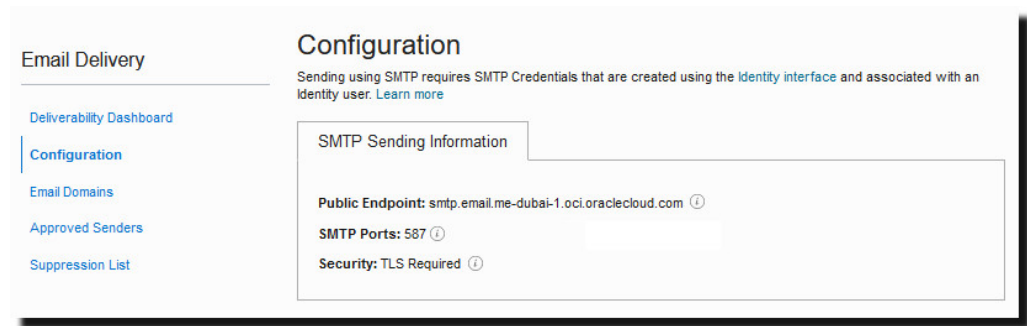 Email Delivery
Deliverability Dashboard
Configuration
Email Domains
Approved Senders
Suppression List
Configuration
Sending using SMTP requires SMTP Credentials that are created using the Identity interface and associated with an
Identity user. Learn more
SMTP Sending Information
Public Endpoint: smtp.email.me-dubai-1.oci.oraclecloud.com
SMTP Ports: 587
Security: TLS Required